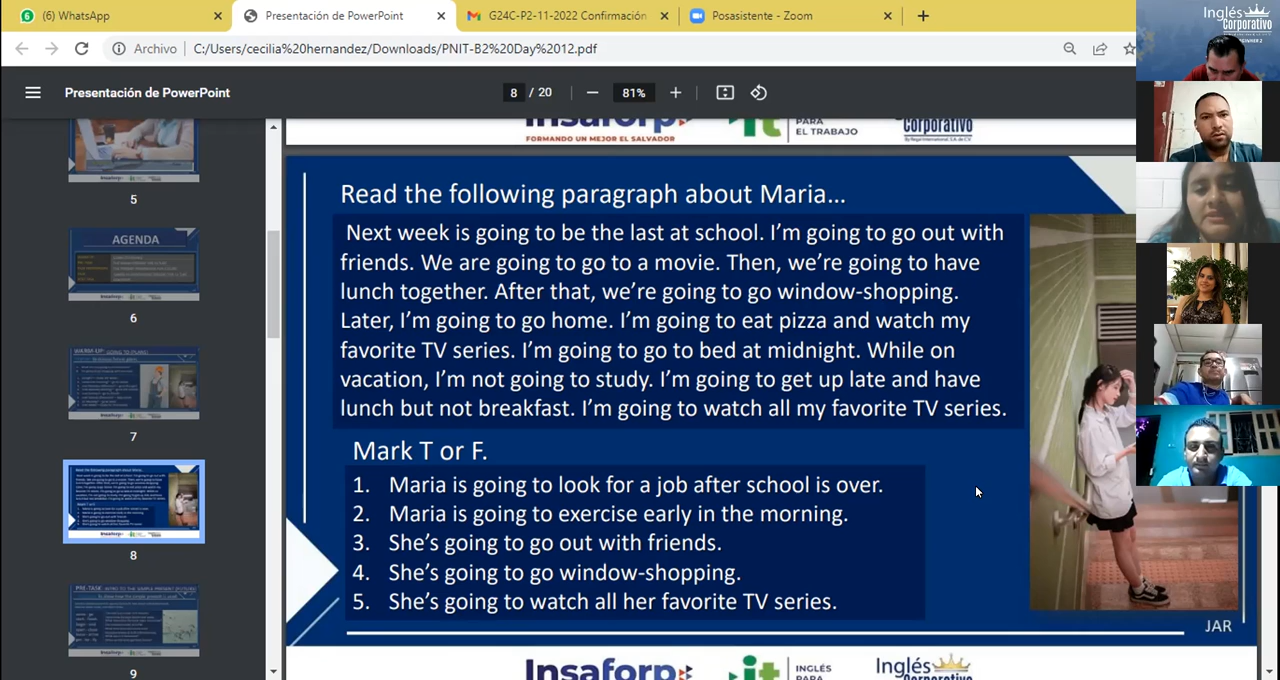 (6) WhatsApp
Presentación de PowerPoint
G24C-P2-11-2022 Confirmación
Posasistente - Zoom
Archivo
C:/Users/cecilia%20hernandez/Downloads/PNIT-B2%20Day%2012.pdf
Presentación de PowerPoint
8 / 20
81%
Inglés
Corporativo
Insaforp
FORMANDO UN MEJOR EL SALVADOR
it
PARA
EL TRABAJO
Corporativo
5
AGENDA
6
7
8
9
Read the following paragraph about Maria...
Next week is going to be the last at school. I'm going to go out with
friends. We are going to go to a movie. Then, we're going to have
lunch together. After that, we're going to go window-shopping.
Later, I'm going to go home. I'm going to eat pizza and watch my
favorite TV series. I'm going to go to bed at midnight. While on
vacation, I'm not going to study. I'm going to get up late and have
lunch but not breakfast. I'm going to watch all my favorite TV series.
Mark T or F.
1. Maria is going to look for a job after school is over.
2. Maria is going to exercise early in the morning.
3. She's going to go out with friends.
4. She's going to go window-shopping.
5. She's going to watch all her favorite TV series.
JAR
Insaforp
it
INGLÉS
PARA
Inglés
Corporativo